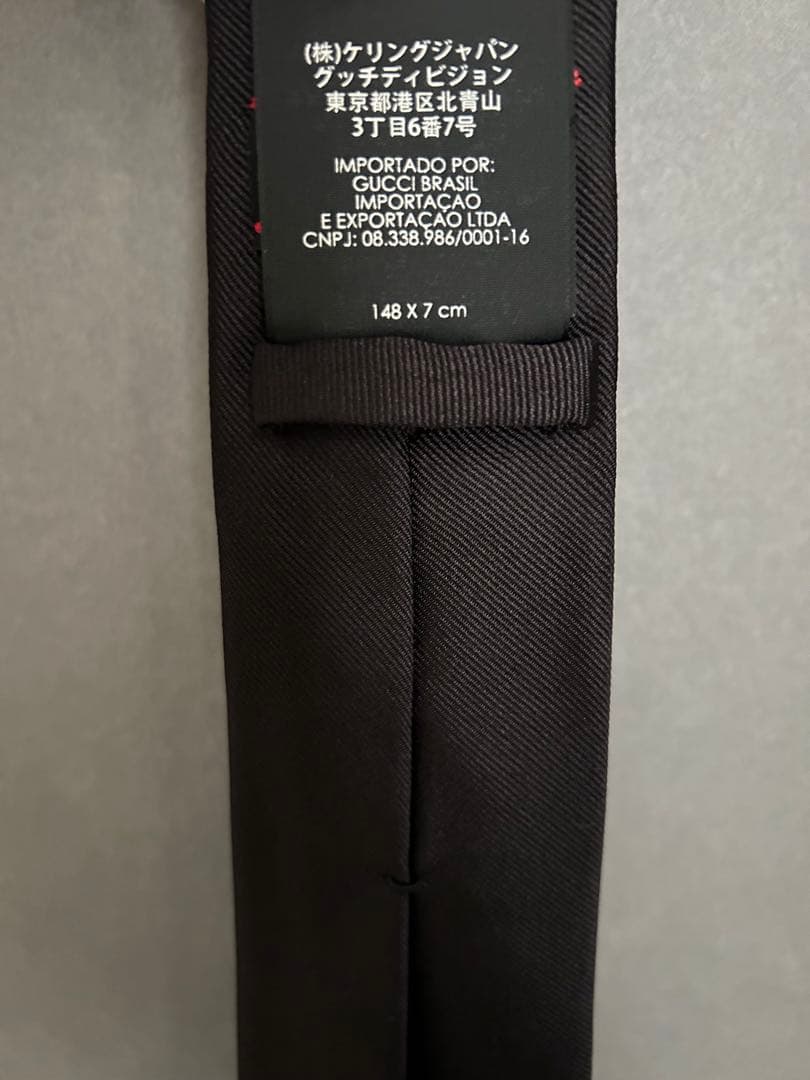 (株)ケリングジャパン
グッチディビジョン
東京都港区北青山
3丁目6番7号
IMPORTADO POR:
GUCCI BRASIL
IMPORTAÇAO
E EXPORTAÇAO LTDA
CNPJ: 08.338.986/0001-16
148 X 7 cm